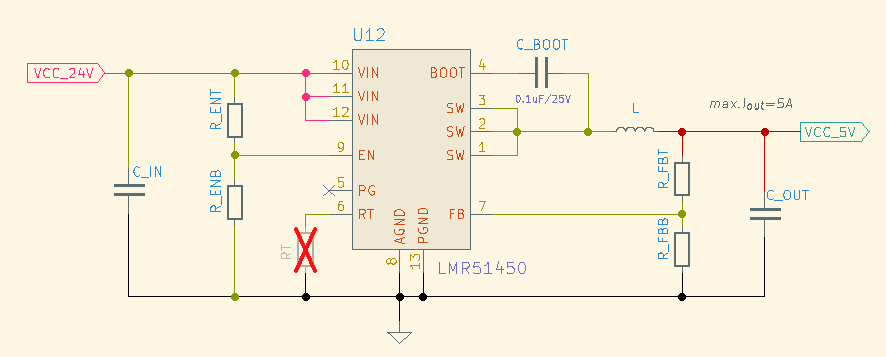 U12
C_BOOT
VCC_24V
10
VIN
BOOT
4
11
VIN
0.1uF/25V
R_ENT
12
VIN
SW
3
L
max.Iout=5A
SW
2
VCC_5V
9
EN
SW
1
C_IN
R_FBT
R_ENB
5
PG
C_OUT
6
RT
FB
7
AGND
PGND
R_FBB
RT
8
13
LMR51450